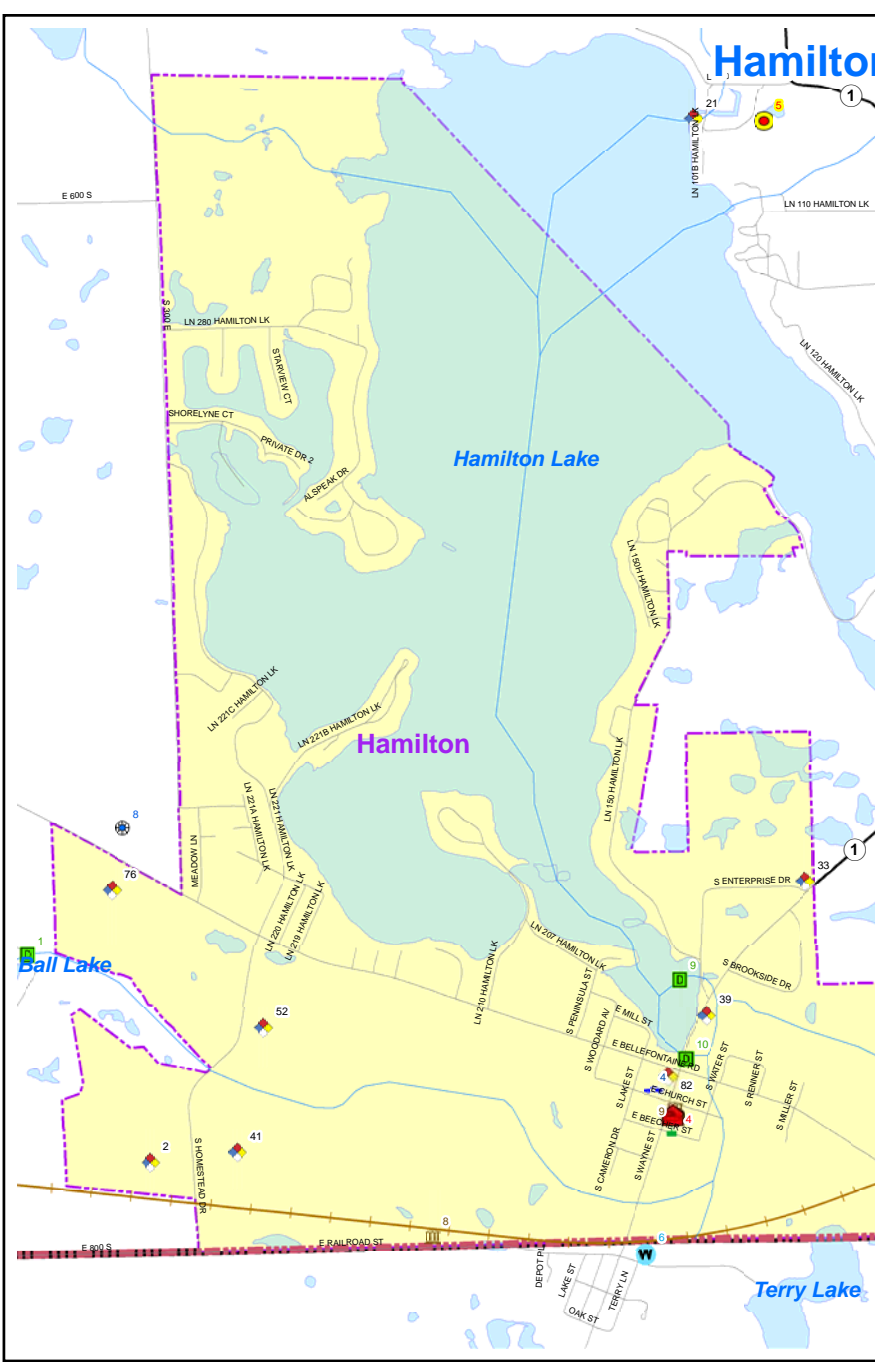 Hamilton
1
5
21
LN 101B HAMILTON LK
E 600 S
LN 110 HAMILTON LK
S 300 E
LN 280 HAMILTON LK
STARVIEW CT
LN 120 HAMILTON LK
SHORELYNE CT
PRIVATE DR 2
ALSPEAK DR
Hamilton Lake
LN 150H HAMILTON LK
LN 221C HAMILTON LK
LN 221B HAMILTON LK
Hamilton
LN 150 HAMILTON LK
LN 221A HAMILTON LK
LN 221 HAMILTON LK
8
MEADOW LN
1
33
76
S ENTERPRISE DR
LN 220 HAMILTON LK
LN 219 HAMILTON LK
LN 207 HAMILTON LK
LN 210 HAMILTON LK
1
D
Ball Lake
9
D
S BROOKSIDE DR
S PENINSULA ST
52
39
E MILL ST
S WOODARD AV
E BELLEFONTAINE RD
10
D
S WATER ST
S RENNER ST
S MILLER ST
4
82
S LAKE ST
E CHURCH ST
9
4
E BEECHER ST
S CAMERON DR
S WAYNE ST
2
41
S HOMESTEAD DR
8
E 800 S
E RAILROAD ST
6
W
DEPOT PL
LAKE ST
TERRY LN
OAK ST
Terry Lake